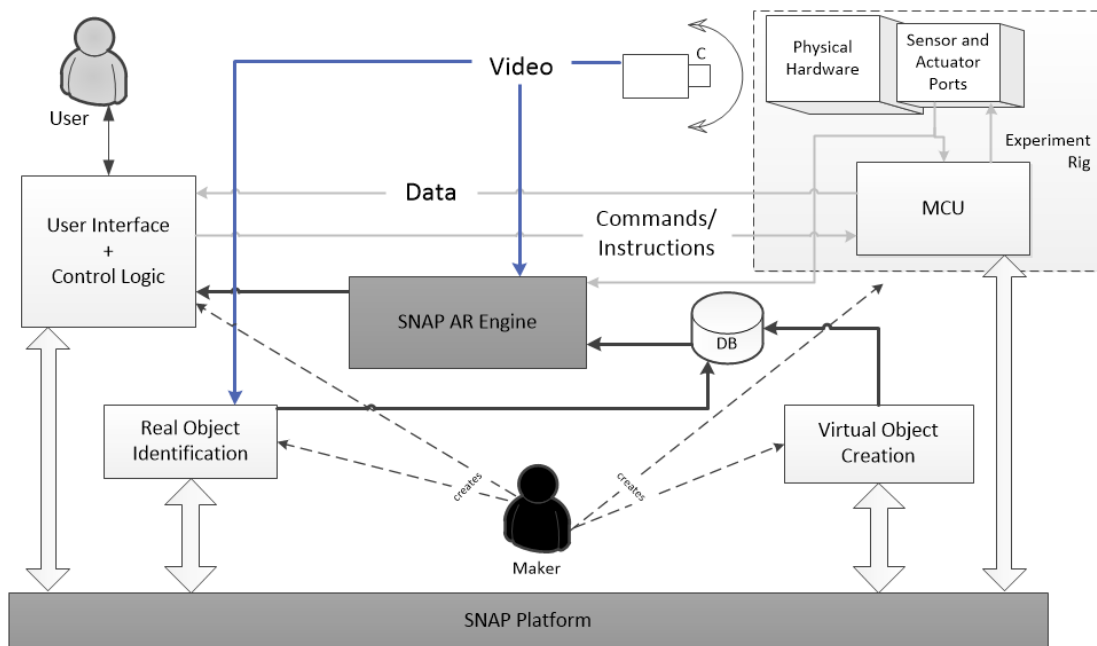 User
Video
C
Physical
Hardware
Sensor and
Actuator
Ports
Experiment
Rig
MCU
User Interface
+
Control Logic
Data
Commands/
Instructions
SNAP AR Engine
DB
Real Object
Identification
Virtual Object
Creation
creates
creates
Maker
SNAP Platform